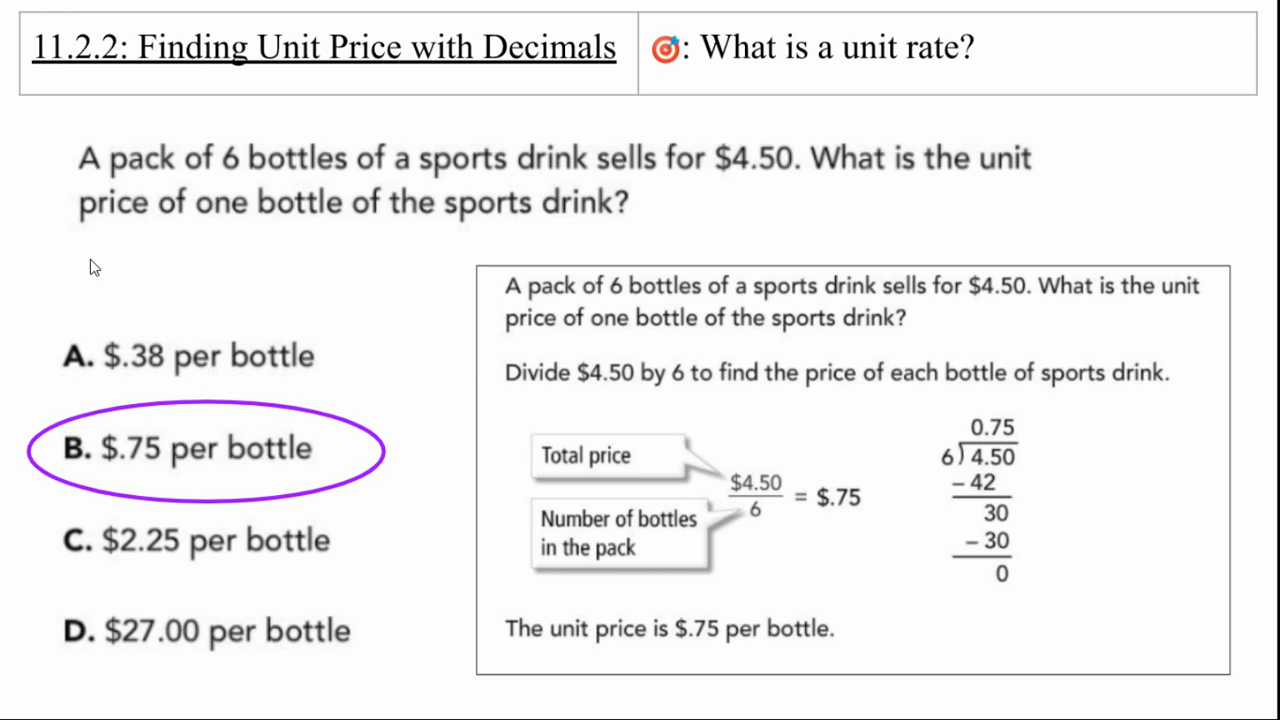 11.2.2: Finding Unit Price with Decimals
🎯: What is a unit rate?
A pack of 6 bottles of a sports drink sells for $4.50. What is the unit
price of one bottle of the sports drink?
A. $.38 per bottle
B. $.75 per bottle
C. $2.25 per bottle
D. $27.00 per bottle
A pack of 6 bottles of a sports drink sells for $4.50. What is the unit
price of one bottle of the sports drink?
Divide $4.50 by 6 to find the price of each bottle of sports drink.
Total price
Number of bottles
in the pack
$4.50
6
= $.75
0.75
6)4.50
- 42
30
- 30
0
The unit price is $.75 per bottle.